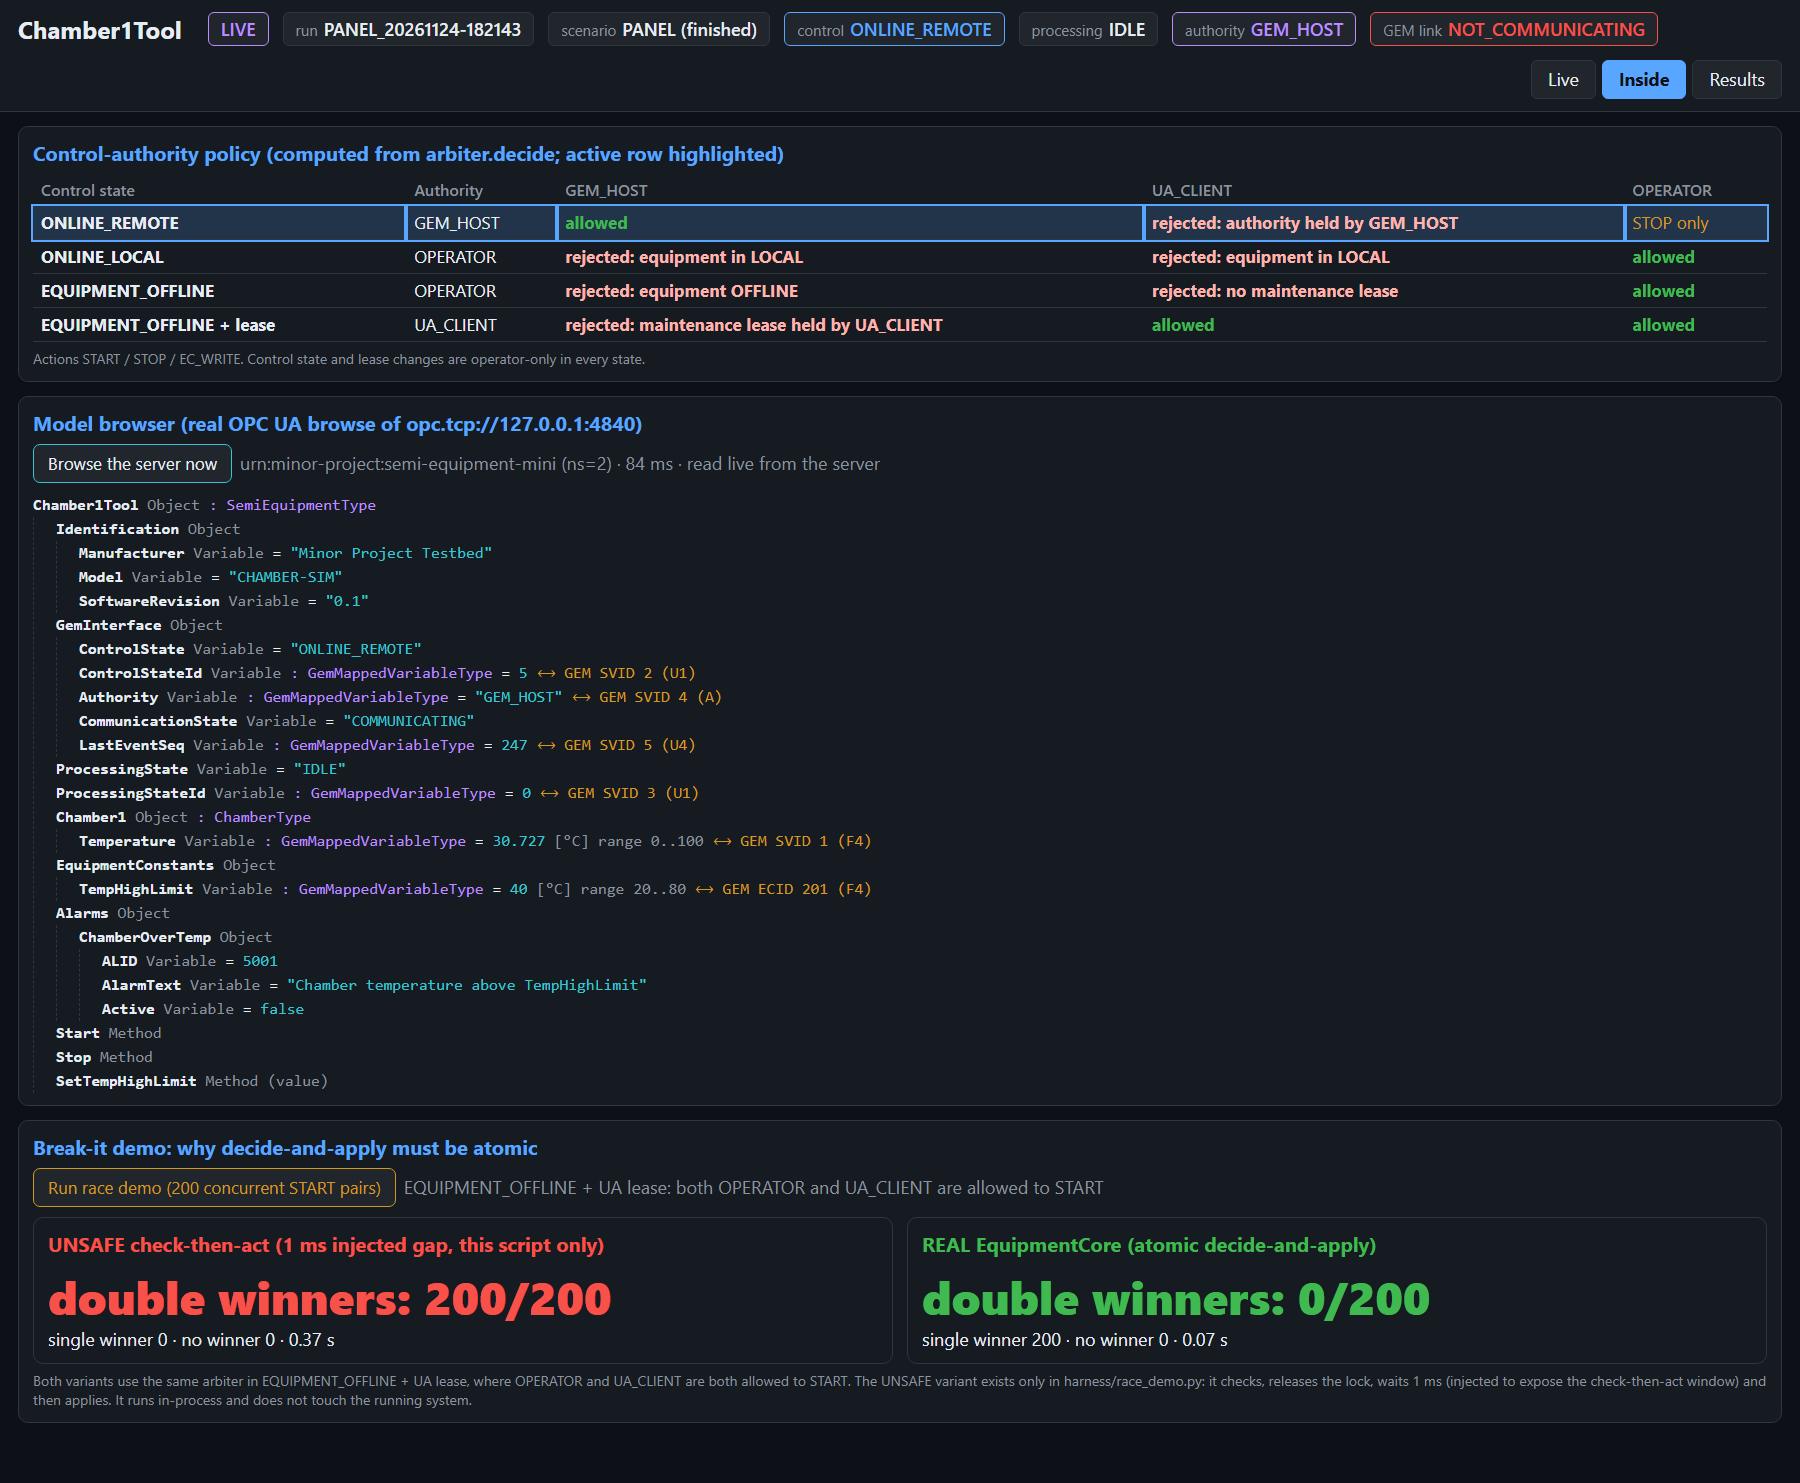 Chamber1Tool LIVE run PANEL_20261124-182143 scenario PANEL (finished) control ONLINE_REMOTE processing IDLE authority GEM_HOST GEM link NOT_COMMUNICATING
Live Inside Results
Control-authority policy (computed from arbiter.decide; active row highlighted)
Control state Authority GEM_HOST UA_CLIENT OPERATOR
ONLINE_REMOTE GEM_HOST allowed rejected: authority held by GEM_HOST STOP only
ONLINE_LOCAL OPERATOR rejected: equipment in LOCAL rejected: equipment in LOCAL allowed
EQUIPMENT_OFFLINE OPERATOR rejected: equipment OFFLINE rejected: no maintenance lease allowed
EQUIPMENT_OFFLINE + lease UA_CLIENT rejected: maintenance lease held by UA_CLIENT allowed allowed
Actions START / STOP / EC_WRITE. Control state and lease changes are operator-only in every state.
Model browser (real OPC UA browse of opc.tcp://127.0.0.1:4840)
Browse the server now urn:minor-project:semi-equipment-mini (ns=2) · 84 ms · read live from the server
Chamber1Tool Object : SemiEquipmentType
Identification Object
Manufacturer Variable = "Minor Project Testbed"
Model Variable = "CHAMBER-SIM"
SoftwareRevision Variable = "0.1"
GemInterface Object
ControlState Variable = "ONLINE_REMOTE"
ControlStateId Variable : GemMappedVariableType = 5 ↔ GEM SVID 2 (U1)
Authority Variable : GemMappedVariableType = "GEM_HOST" ↔ GEM SVID 4 (A)
CommunicationState Variable = "COMMUNICATING"
LastEventSeq Variable : GemMappedVariableType = 247 ↔ GEM SVID 5 (U4)
ProcessingState Variable = "IDLE"
ProcessingStateId Variable : GemMappedVariableType = 0 ↔ GEM SVID 3 (U1)
Chamber1 Object : ChamberType
Temperature Variable : GemMappedVariableType = 30.727 [°C] range 0..100 ↔ GEM SVID 1 (F4)
EquipmentConstants Object
TempHighLimit Variable : GemMappedVariableType = 40 [°C] range 20..80 ↔ GEM ECID 201 (F4)
Alarms Object
ChamberOverTemp Object
ALID Variable = 5001
AlarmText Variable = "Chamber temperature above TempHighLimit"
Active Variable = false
Start Method
Stop Method
SetTempHighLimit Method (value)
Break-it demo: why decide-and-apply must be atomic
Run race demo (200 concurrent START pairs) EQUIPMENT_OFFLINE + UA lease: both OPERATOR and UA_CLIENT are allowed to START
UNSAFE check-then-act (1 ms injected gap, this script only)
double winners: 200/200
single winner 0 · no winner 0 · 0.37 s
REAL EquipmentCore (atomic decide-and-apply)
double winners: 0/200
single winner 200 · no winner 0 · 0.07 s
Both variants use the same arbiter in EQUIPMENT_OFFLINE + UA lease, where OPERATOR and UA_CLIENT are both allowed to START. The UNSAFE variant exists only in harness/race_demo.py: it checks, releases the lock, waits 1 ms (injected to expose the check-then-act window) and
then applies. It runs in-process and does not touch the running system.